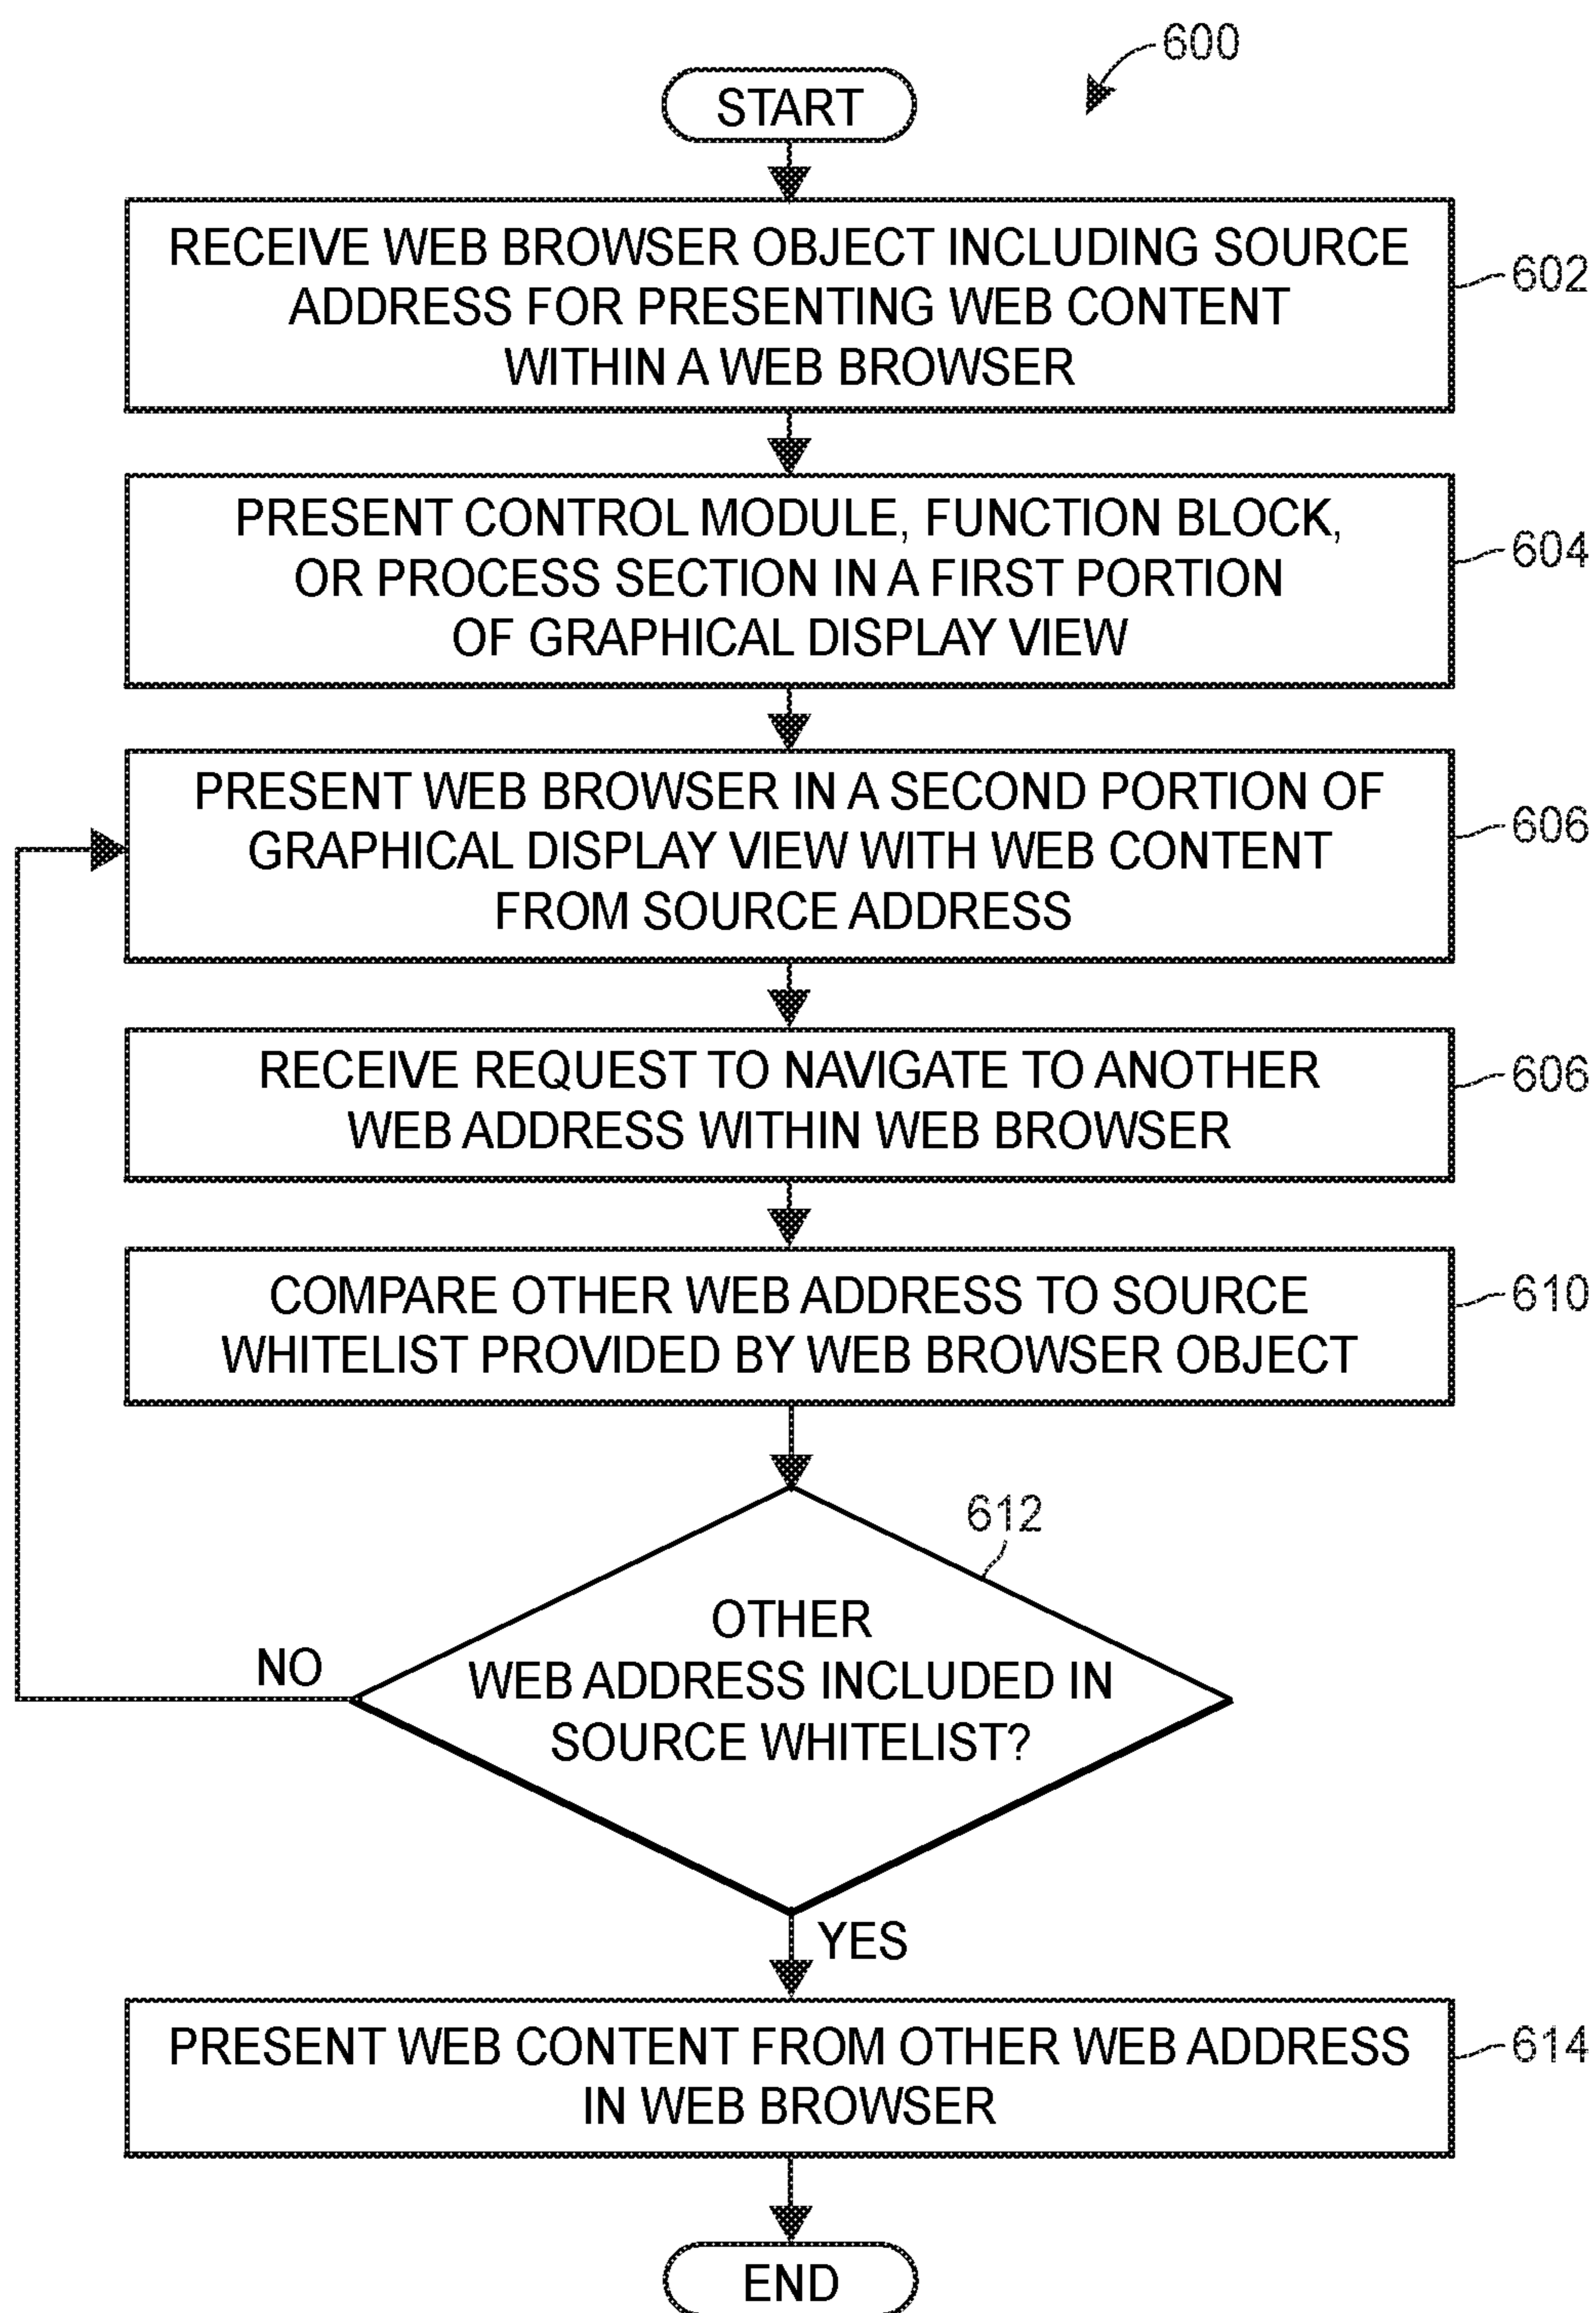 600
START
RECEIVE WEB BROWSER OBJECT INCLUDING SOURCE
ADDRESS FOR PRESENTING WEB CONTENT
WITHIN A WEB BROWSER
602
PRESENT CONTROL MODULE, FUNCTION BLOCK,
OR PROCESS SECTION IN A FIRST PORTION
OF GRAPHICAL DISPLAY VIEW
604
PRESENT WEB BROWSER IN A SECOND PORTION OF
GRAPHICAL DISPLAY VIEW WITH WEB CONTENT
FROM SOURCE ADDRESS
606
RECEIVE REQUEST TO NAVIGATE TO ANOTHER
WEB ADDRESS WITHIN WEB BROWSER
606
COMPARE OTHER WEB ADDRESS TO SOURCE
WHITELIST PROVIDED BY WEB BROWSER OBJECT
610
612
OTHER
WEB ADDRESS INCLUDED IN
SOURCE WHITELIST?
NO
YES
PRESENT WEB CONTENT FROM OTHER WEB ADDRESS
IN WEB BROWSER
614
END